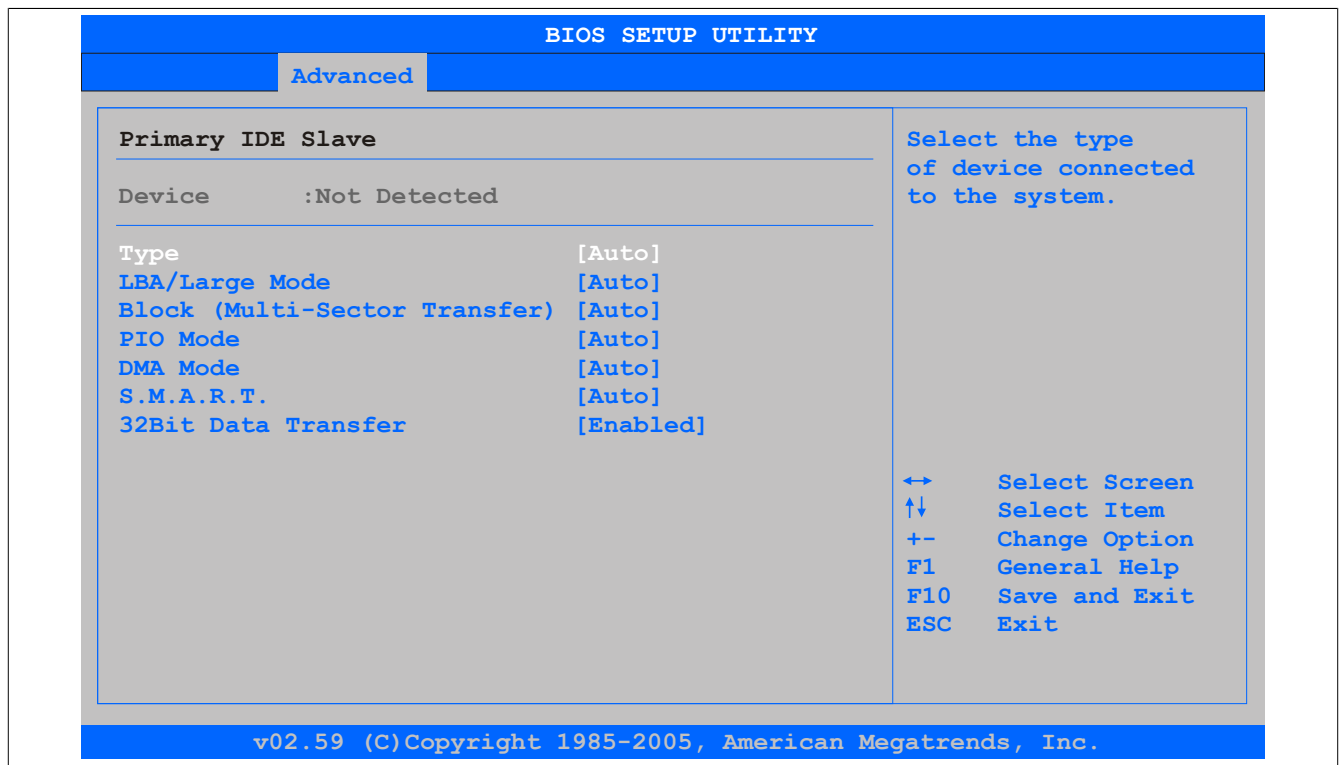 BIOS SETUP UTILITY
Advanced
Primary IDE Slave
Device :Not Detected
Type [Auto]
LBA/Large Mode [Auto]
Block (Multi-Sector Transfer) [Auto]
PIO Mode [Auto]
DMA Mode [Auto]
S.M.A.R.T. [Auto]
32Bit Data Transfer [Enabled]
Select the type
of device connected
to the system.
↔ Select Screen
↑↓ Select Item
+- Change Option
F1 General Help
F10 Save and Exit
ESC Exit
v02.59 (C)Copyright 1985-2005, American Megatrends, Inc.